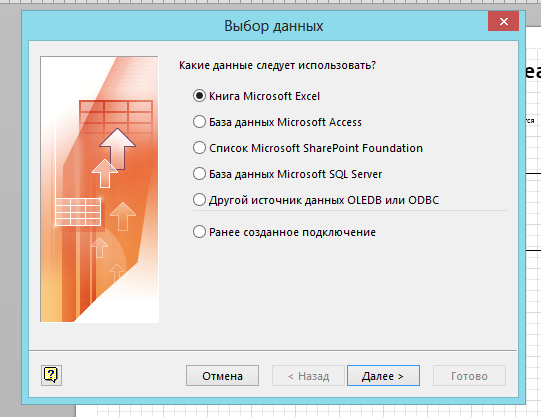 Выбор данных
Какие данные следует использовать?
Книга Microsoft Excel
База данных Microsoft Access
Список Microsoft SharePoint Foundation
База данных Microsoft SQL Server
Другой источник данных OLEDB или ODBC
Ранее созданное подключение
Отмена
< Назад
Далее >
Готово